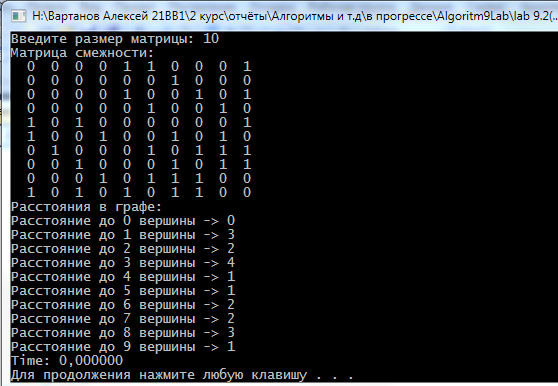 H:\Вартанов Алексей 21ВВ1\2 курс\отчёты\Алгоритмы и т.д\в прогрессе\Algoritm9Lab\lab 9.2(...
Введите размер матрицы: 10
Матрица смежности:
0 0 0 0 1 1 0 0 0 1
0 0 0 0 0 0 1 0 0 0
0 0 0 0 1 0 0 1 0 1
0 0 0 0 0 1 0 0 1 0
1 0 1 0 0 0 0 0 0 1
1 0 0 1 0 0 1 0 1 0
0 1 0 0 0 1 0 1 1 1
0 0 1 0 0 0 1 0 1 1
0 0 0 1 0 1 1 1 0 0
1 0 1 0 1 0 1 1 0 0
Расстояния в графе:
Расстояние до 0 вершины -> 0
Расстояние до 1 вершины -> 3
Расстояние до 2 вершины -> 2
Расстояние до 3 вершины -> 4
Расстояние до 4 вершины -> 1
Расстояние до 5 вершины -> 1
Расстояние до 6 вершины -> 2
Расстояние до 7 вершины -> 2
Расстояние до 8 вершины -> 3
Расстояние до 9 вершины -> 1
Time: 0,000000
Для продолжения нажмите любую клавишу . . .